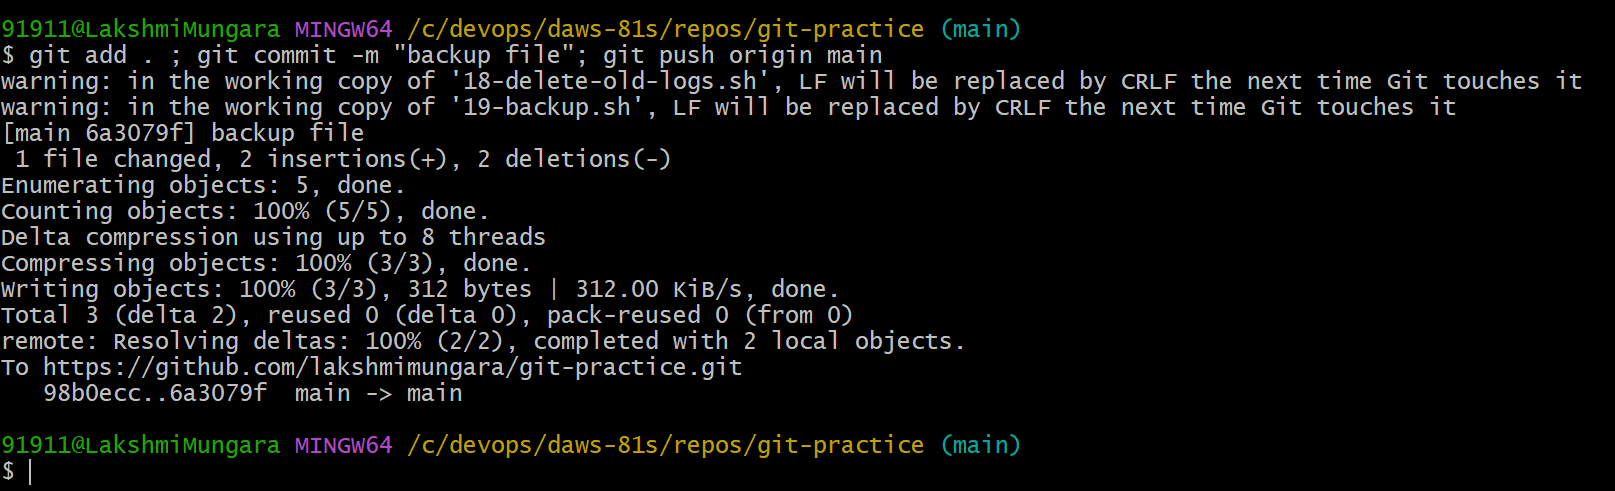 91911@LakshmiMungara MINGW64 /c/devops/daws-81s/repos/git-practice (main)
$ git add . ; git commit -m "backup file"; git push origin main
warning: in the working copy of '18-delete-old-logs.sh', LF will be replaced by CRLF the next time Git touches it
warning: in the working copy of '19-backup.sh', LF will be replaced by CRLF the next time Git touches it
[main 6a3079f] backup file
 1 file changed, 2 insertions(+), 2 deletions(-)
Enumerating objects: 5, done.
Counting objects: 100% (5/5), done.
Delta compression using up to 8 threads
Compressing objects: 100% (3/3), done.
Writing objects: 100% (3/3), 312 bytes | 312.00 KiB/s, done.
Total 3 (delta 2), reused 0 (delta 0), pack-reused 0 (from 0)
remote: Resolving deltas: 100% (2/2), completed with 2 local objects.
To https://github.com/lakshmimungara/git-practice.git
   98b0ecc..6a3079f  main -> main
91911@LakshmiMungara MINGW64 /c/devops/daws-81s/repos/git-practice (main)
$